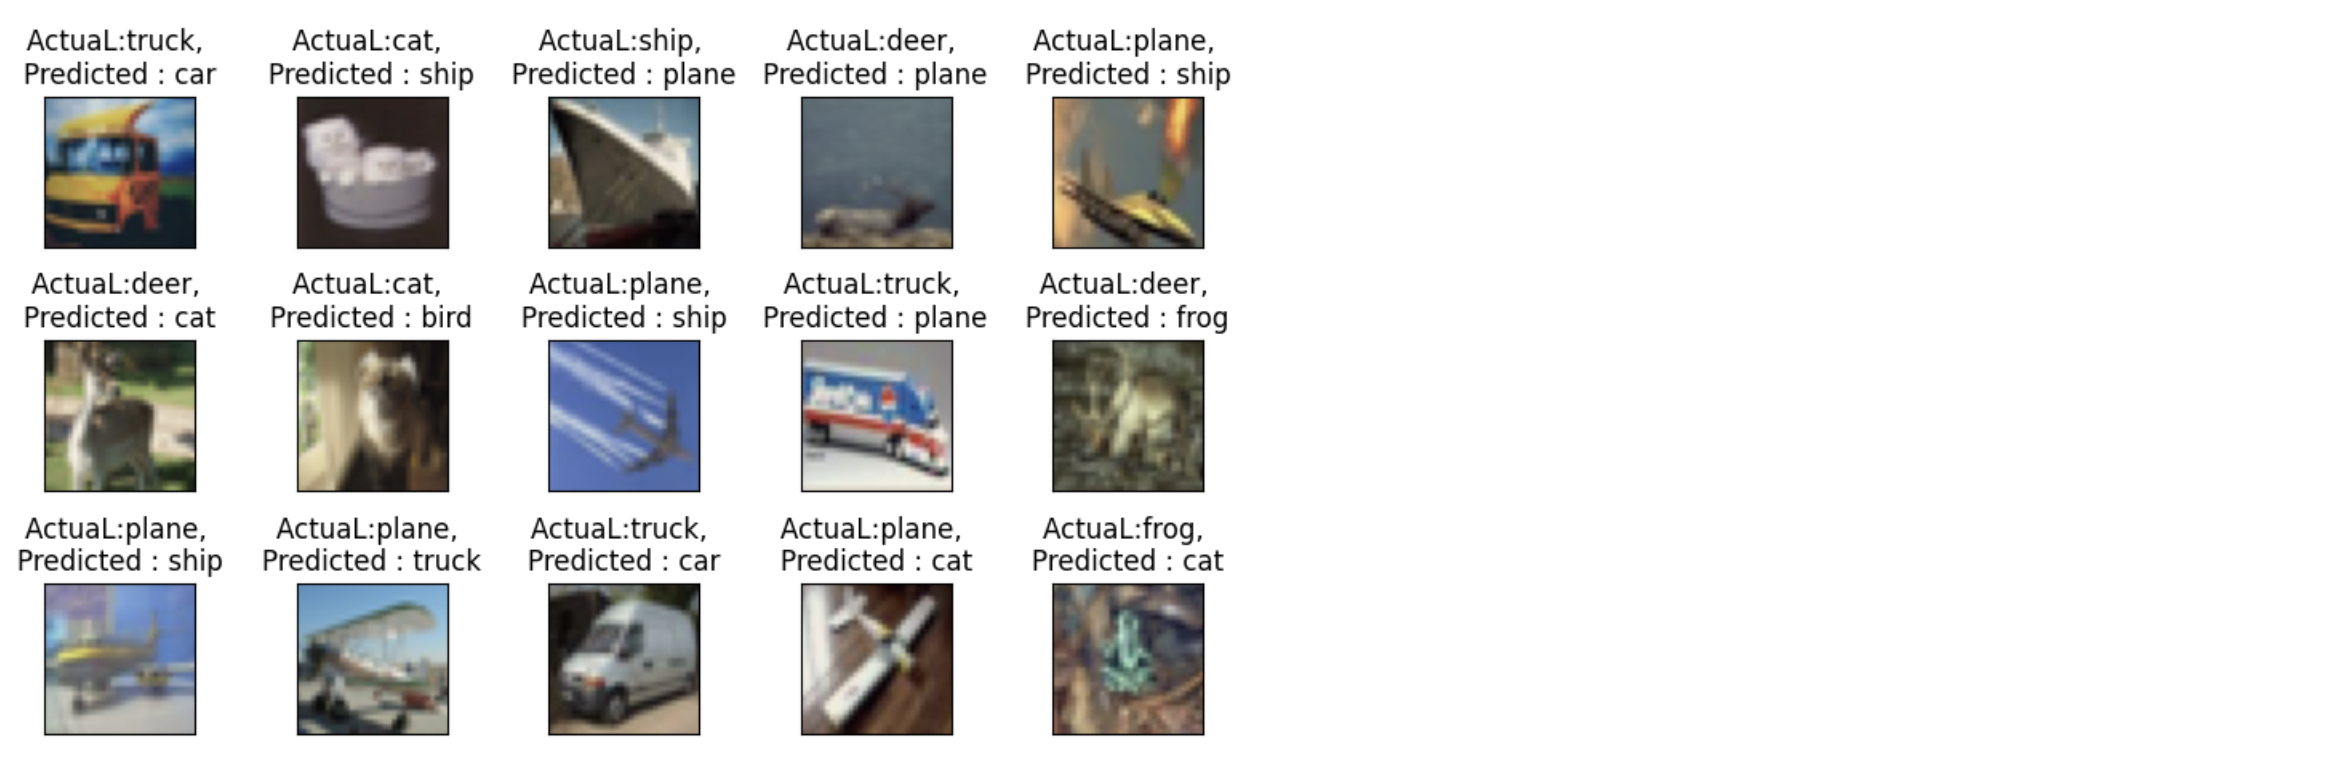 ActuaL:truck,
Predicted : car
ActuaL:cat,
Predicted : ship
ActuaL:ship,
Predicted : plane
ActuaL:deer,
Predicted : plane
ActuaL:plane,
Predicted : ship
ActuaL:deer,
Predicted : cat
ActuaL:cat,
Predicted : bird
ActuaL:plane,
Predicted : ship
ActuaL:truck,
Predicted : plane
ActuaL:deer,
Predicted : frog
ActuaL:plane,
Predicted : ship
ActuaL:plane,
Predicted : truck
ActuaL:truck,
Predicted : car
ActuaL:plane,
Predicted : cat
ActuaL:frog,
Predicted : cat